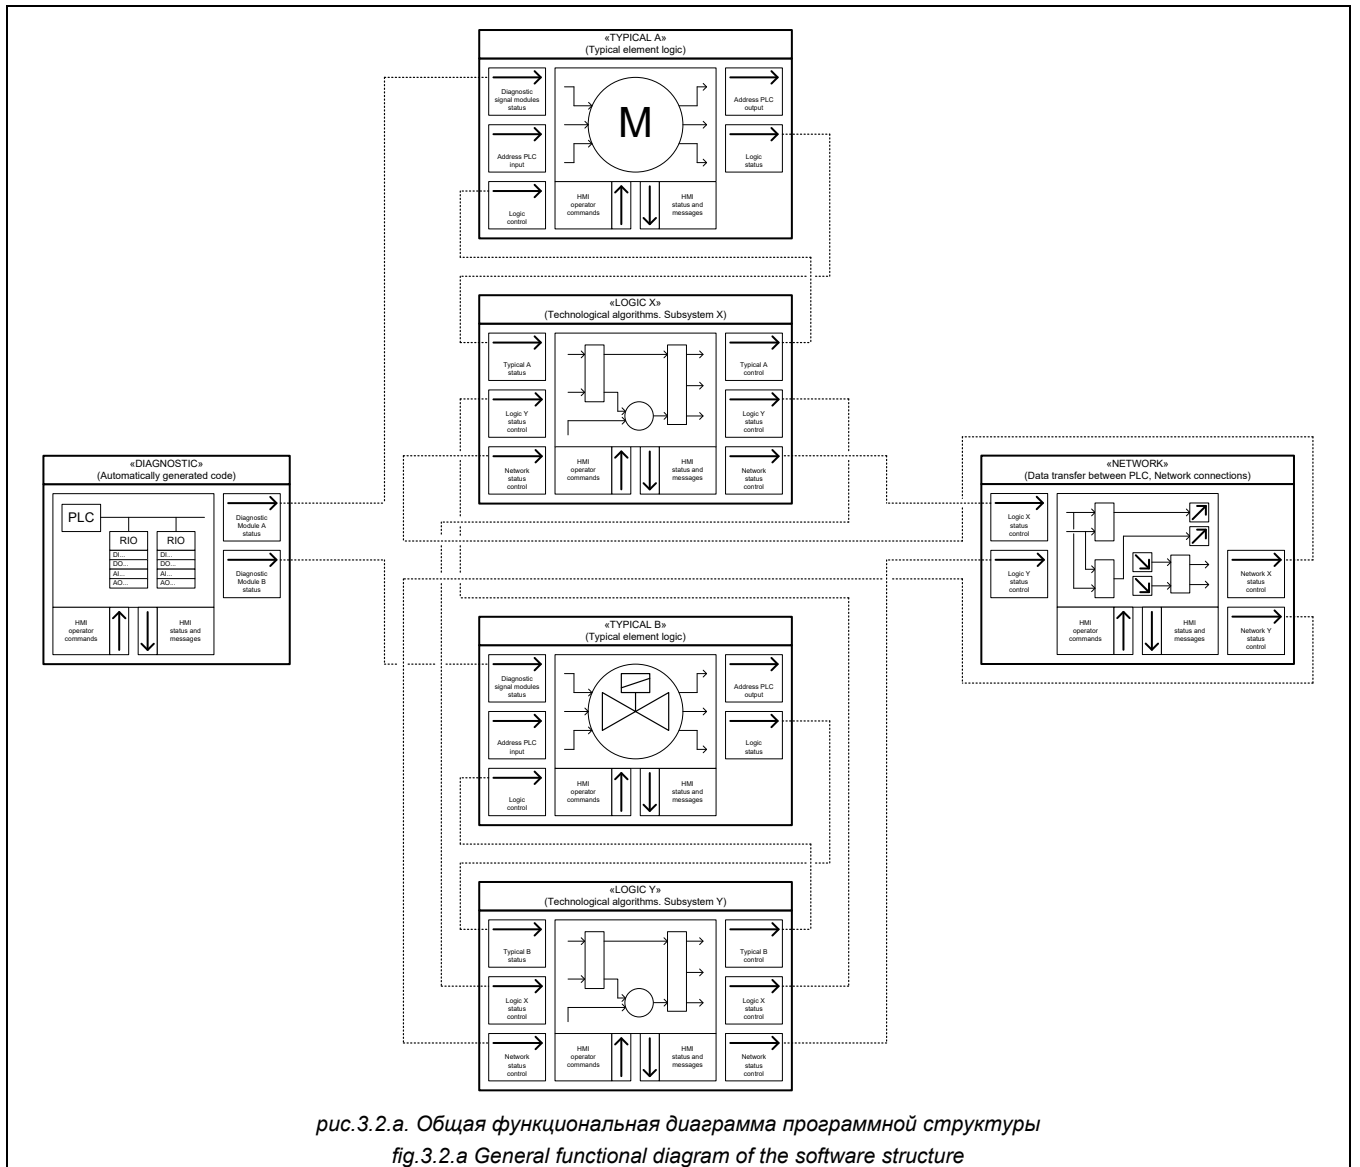 «TYPICAL A»
(Typical element logic)
Diagnostic
signal modules
status
Address PLC
input
Logic
control
M
HMI
operator
commands
HMI
status and
messages
Address PLC
output
Logic
status
«LOGIC X»
(Technological algorithms. Subsystem X)
Typical A
status
Logic Y
status
control
Network
status
control
HMI
operator
commands
HMI
status and
messages
Typical A
control
Logic Y
status
control
Network
status
control
«DIAGNOSTIC»
(Automatically generated code)
PLC
RIO
DI...
DO...
AI...
AO...
RIO
DI...
DO...
AI...
AO...
HMI
operator
commands
HMI
status and
messages
Diagnostic
Module A
status
Diagnostic
Module B
status
«NETWORK»
(Data transfer between PLC, Network connections)
Logic X
status
control
Logic Y
status
control
HMI
operator
commands
HMI
status and
messages
Network X
status
control
Network Y
status
control
«TYPICAL B»
(Typical element logic)
Diagnostic
signal modules
status
Address PLC
input
Logic
control
HMI
operator
commands
HMI
status and
messages
Address PLC
output
Logic
status
«LOGIC Y»
(Technological algorithms. Subsystem Y)
Typical B
status
Logic X
status
control
Network
status
control
HMI
operator
commands
HMI
status and
messages
Typical B
control
Logic X
status
control
Network
status
control
рис.3.2.а. Общая функциональная диаграмма программной структуры
fig.3.2.a General functional diagram of the software structure